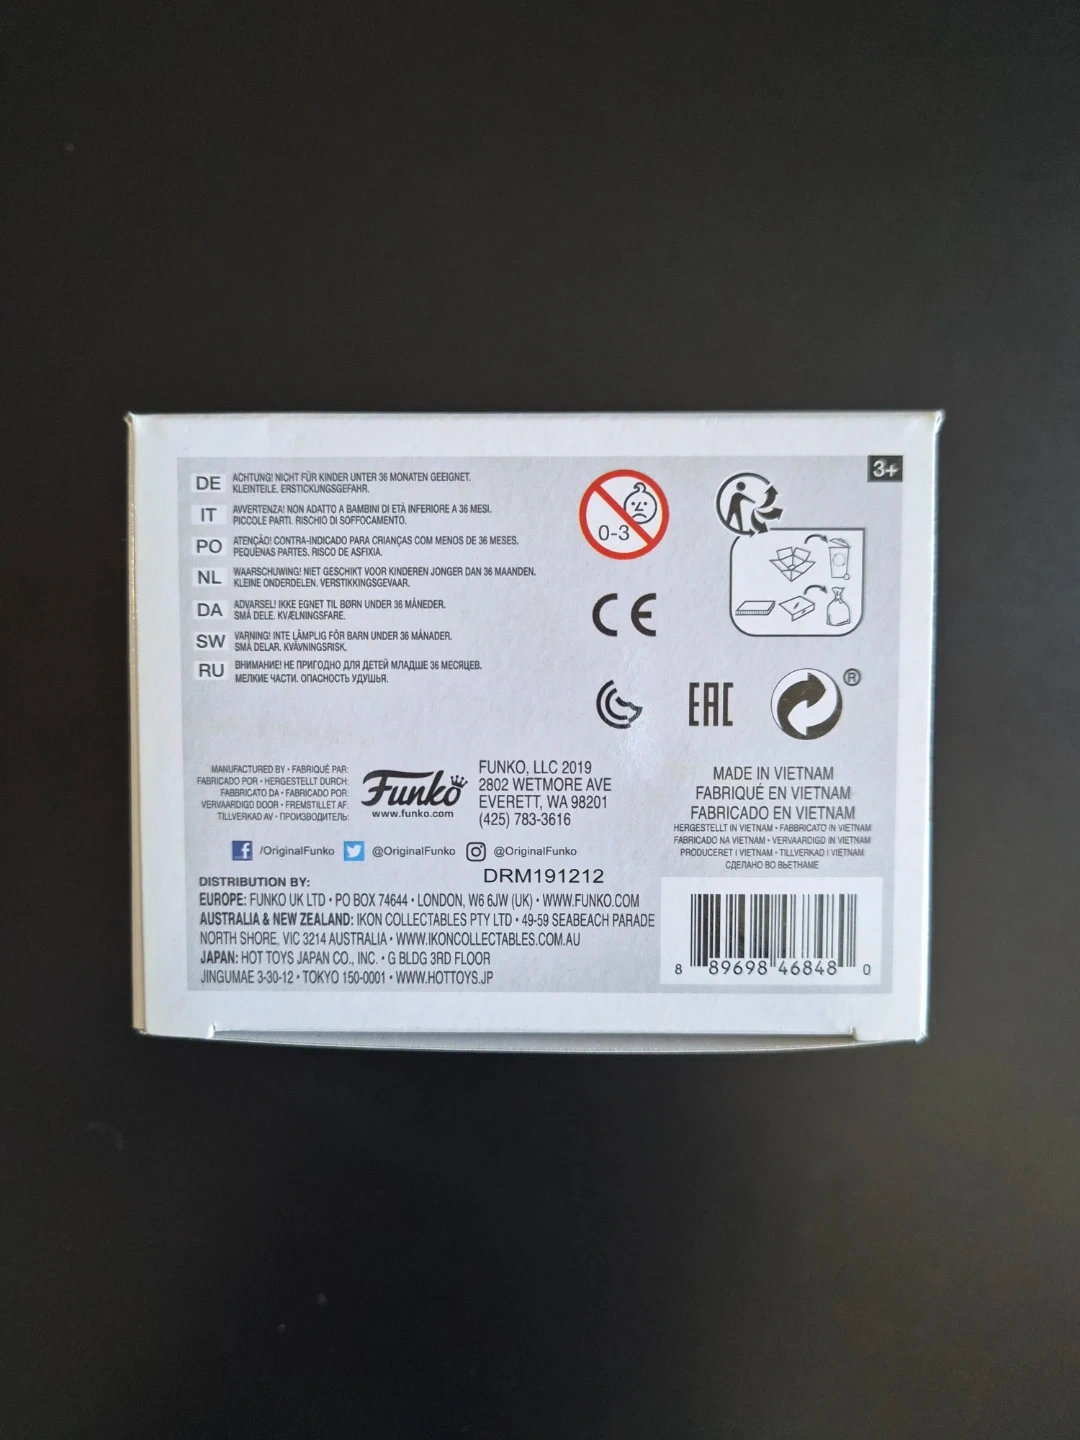 3+
DE ACHTUNG! NICHT FÜR KINDER UNTER 36 MONATEN GEEIGNET.
KLEINTEILE. ERSTICKUNGSGEFAHR.
IT AVVERTENZA! NON ADATTO A BAMBINI DI ETÀ INFERIORE A 36 MESI.
PICCOLE PARTI. RISCHIO DI SOFFOCAMENTO.
PO ATENÇÃO! CONTRA-INDICADO PARA CRIANÇAS COM MENOS DE 36 MESES.
PEQUENAS PARTES. RISCO DE ASFIXIA.
NL WAARSCHUWING! NIET GESCHIKT VOOR KINDEREN JONGER DAN 36 MAANDEN.
KLEINE ONDERDELEN. VERSTIKKINGSGEVAAR.
DA ADVARSEL! IKKE EGNET TIL BØRN UNDER 36 MÅNEDER.
SMÅ DELE. KVÆLNINGSFARE.
SW VARNING! INTE LÄMPLIG FÖR BARN UNDER 36 MÅNADER.
SMÅ DELAR. KVÄVNINGSRISK.
RU ВНИМАНИЕ! НЕ ПРИГОДНО ДЛЯ ДЕТЕЙ МЛАДШЕ 36 МЕСЯЦЕВ.
МЕЛКИЕ ЧАСТИ. ОПАСНОСТЬ УДУШЬЯ.
0-3
CE
EAC
®
MANUFACTURED BY • FABRIQUÉ PAR:
FABRICADO POR • HERGESTELLT DURCH:
FABBRICATO DA • FABRICADO POR:
VERVAARDIGD DOOR • FREMSTILLET AF:
TILLVERKAD AV • ПРОИЗВОДИТЕЛЬ:
Funko
www.funko.com
FUNKO, LLC 2019
2802 WETMORE AVE
EVERETT, WA 98201
(425) 783-3616
f /OriginalFunko @OriginalFunko @OriginalFunko
DRM191212
DISTRIBUTION BY:
EUROPE: FUNKO UK LTD • PO BOX 74644 • LONDON, W6 6JW (UK) • WWW.FUNKO.COM
AUSTRALIA & NEW ZEALAND: IKON COLLECTABLES PTY LTD • 49-59 SEABEACH PARADE
NORTH SHORE, VIC 3214 AUSTRALIA • WWW.IKONCOLLECTABLES.COM.AU
JAPAN: HOT TOYS JAPAN CO., INC. • G BLDG 3RD FLOOR
JINGUMAE 3-30-12 • TOKYO 150-0001 • WWW.HOTTOYS.JP
MADE IN VIETNAM
FABRIQUÉ EN VIETNAM
FABRICADO EN VIETNAM
HERGESTELLT IN VIETNAM • FABBRICATO IN VIETNAM
FABRICADO NA VIETNAM • VERVAARDIGD IN VIETNAM
PRODUCERET I VIETNAM • TILLVERKAD I VIETNAM
СДЕЛАНО ВО ВЬЕТНАМЕ
8 89698 46848 0